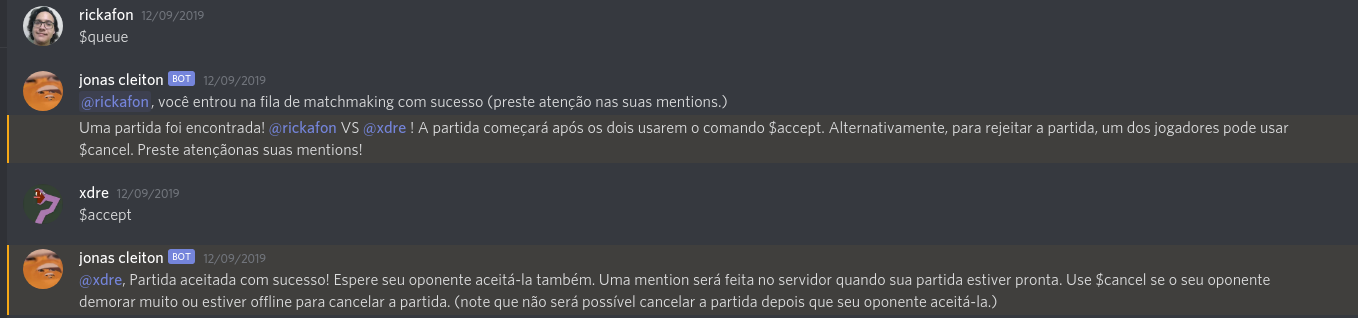 rickafon 12/09/2019
$queue
jonas cleiton BOT 12/09/2019
@rickafon, você entrou na fila de matchmaking com sucesso (preste atenção nas suas mentions.)
Uma partida foi encontrada! @rickafon VS @xdre ! A partida começará após os dois usarem o comando $accept. Alternativamente, para rejeitar a partida, um dos jogadores pode usar
$cancel. Preste atençãonas suas mentions!
xdre 12/09/2019
$accept
jonas cleiton BOT 12/09/2019
@xdre, Partida aceitada com sucesso! Espere seu oponente aceitá-la também. Uma mention será feita no servidor quando sua partida estiver pronta. Use $cancel se o seu oponente
demorar muito ou estiver offline para cancelar a partida. (note que não será possível cancelar a partida depois que seu oponente aceitá-la.)